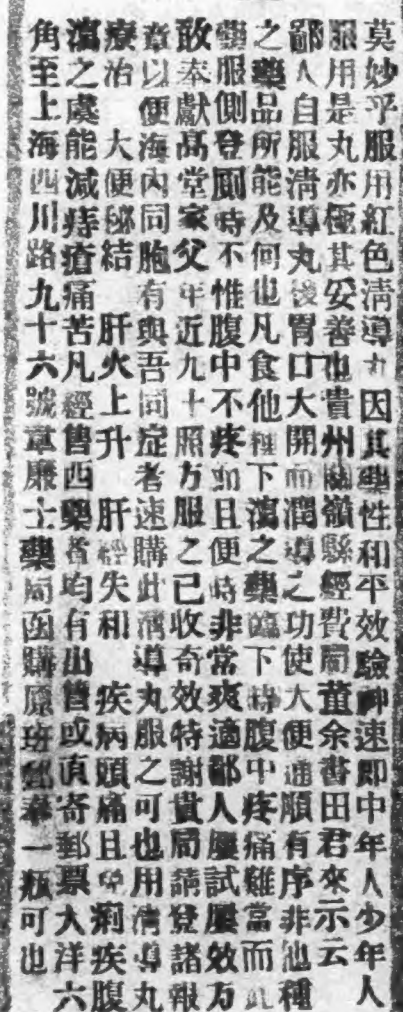 莫妙乎服用紅色淸導丸因其藥性和平效驗神速即中年人少年人
服用是丸亦極其妥善也貴州關嶺縣經費局董余書田君來示云
鄙人自服淸導丸後胃口大開而潤導之功使大便通順有序非他種
之藥品所能及何也凡食他種下瀉之藥臨下時腹中疼痛難當而此
藥服側登厠時不惟腹中不疼而且便時非常爽適鄙人屢試屢效万
敢奉獻高堂家父年近九十照方服之已收奇效特謝貴局請登諸報
章以便海內同胞有與吾同症者速購此淸導丸服之可也用淸導丸
療治 大便秘結 肝火上升 肝經失和 疾病頭痛且免痢疾腹
瀉之虞能減痔瘡痛苦凡經售西藥者均有出售或直寄郵票大洋六
角至上海四川路九十六號韋廉士藥局函購原班郵奉一瓶可也